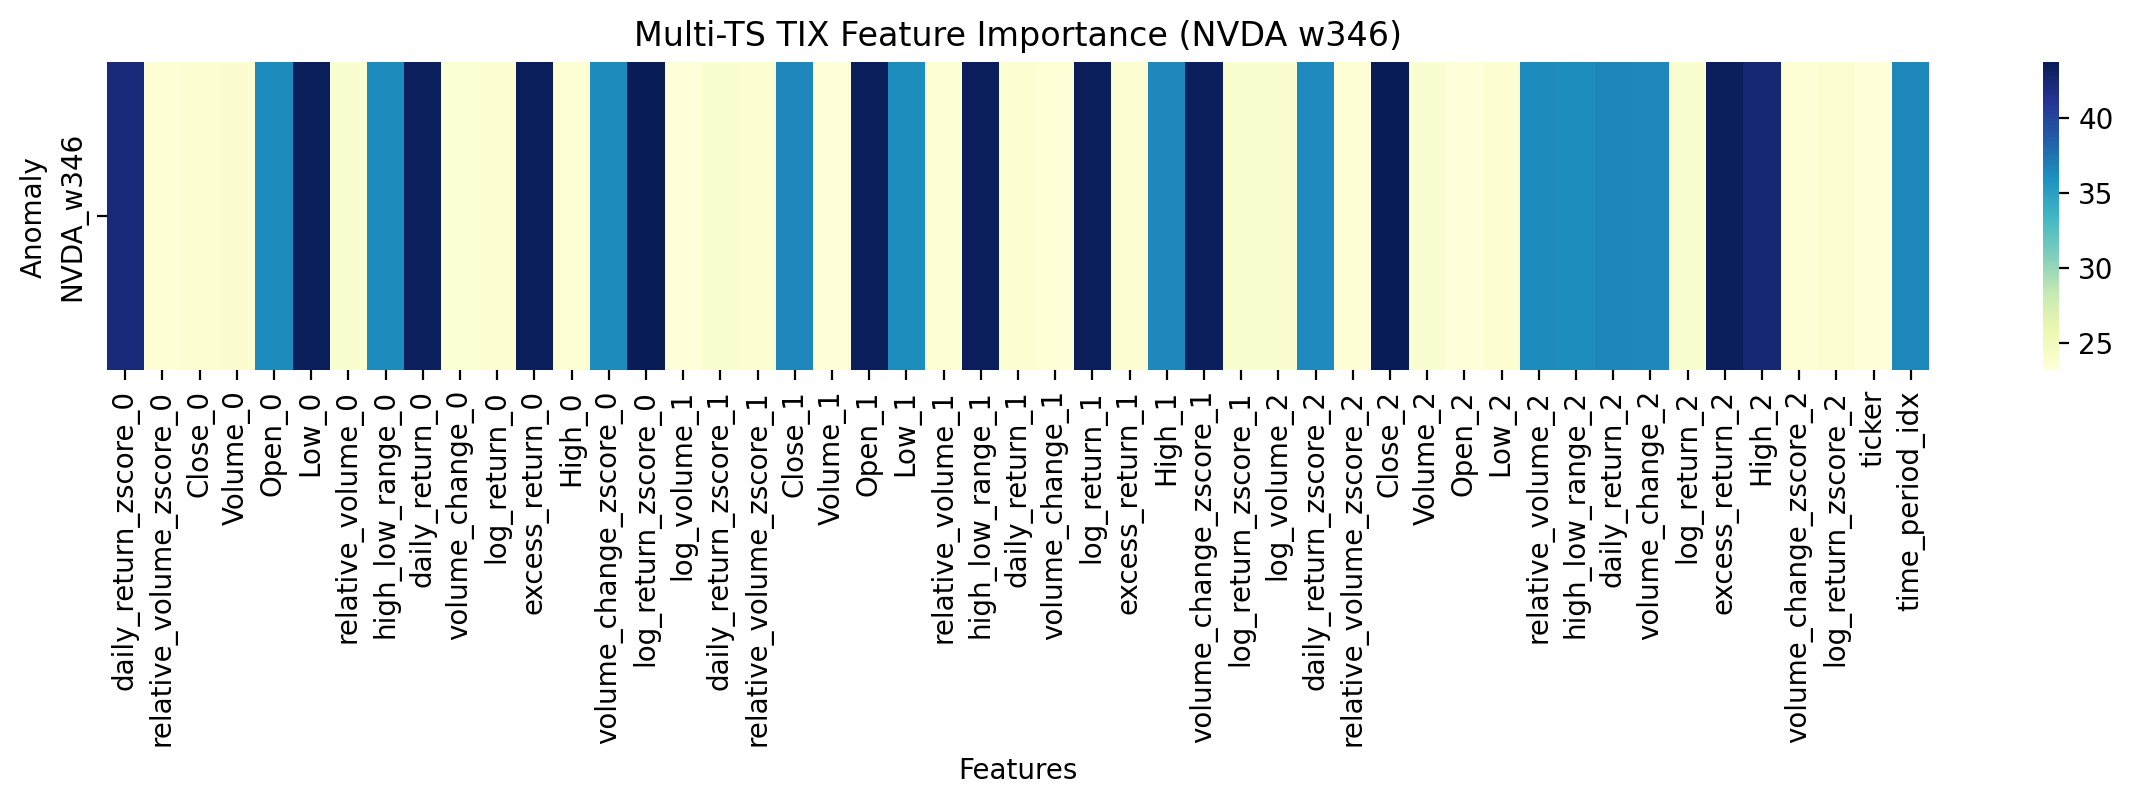 Multi-TS TIX Feature Importance (NVDA w346)
Anomaly
NVDA_w346
40
35
30
25
daily_return_zscore_0
relative_volume_zscore_0
Close_0
Volume_0
Open_0
Low_0
relative_volume_0
high_low_range_0
daily_return_0
volume_change_0
log_return_0
excess_return_0
High_0
volume_change_zscore_0
log_return_zscore_0
log_volume_1
daily_return_zscore_1
relative_volume_zscore_1
Close_1
Volume_1
Open_1
Low_1
relative_volume_1
high_low_range_1
daily_return_1
volume_change_1
log_return_1
excess_return_1
High_1
volume_change_zscore_1
log_return_zscore_1
log_volume_2
daily_return_zscore_2
relative_volume_zscore_2
Close_2
Volume_2
Open_2
Low_2
relative_volume_2
high_low_range_2
daily_return_2
volume_change_2
log_return_2
excess_return_2
High_2
volume_change_zscore_2
log_return_zscore_2
ticker
time_period_idx
Features